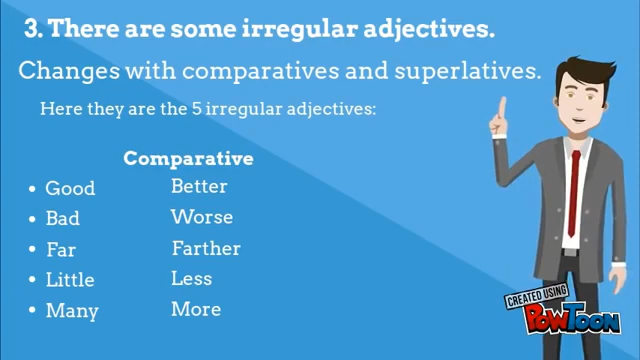 3. There are some irregular adjectives.
Changes with comparatives and superlatives.
Here they are the 5 irregular adjectives:
Comparative
• Good Better
• Bad Worse
• Far Farther
• Little Less
• Many More
CREATED USING
POWTOON